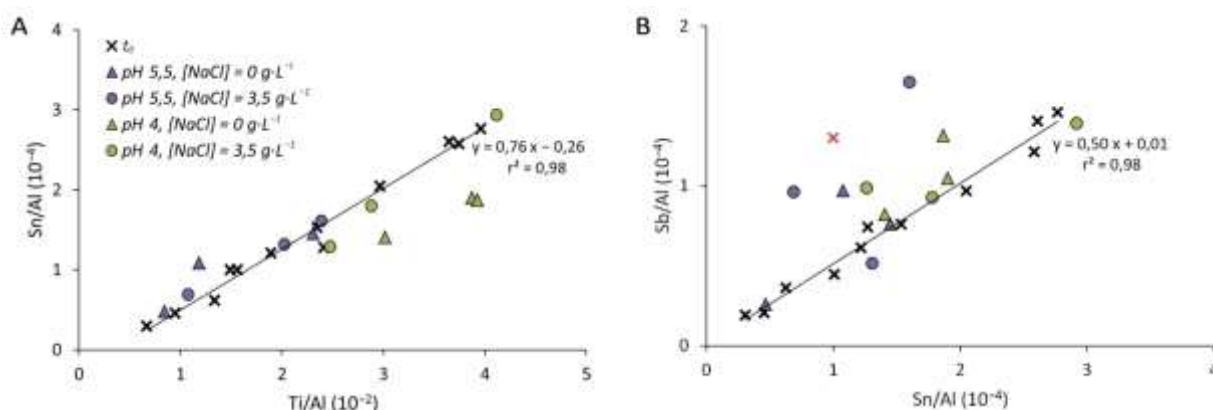 A
4
3
2
1
0
Sn/Al (10⁻⁴)
t₀
pH 5,5, [NaCl] = 0 g·L⁻¹
pH 5,5, [NaCl] = 3,5 g·L⁻¹
pH 4, [NaCl] = 0 g·L⁻¹
pH 4, [NaCl] = 3,5 g·L⁻¹
y = 0,76 x − 0,26
r² = 0,98
1 2 3 4 5
Ti/Al (10⁻²)
B
2
1
0
Sb/Al (10⁻⁴)
y = 0,50 x + 0,01
r² = 0,98
0 1 2 3 4
Sn/Al (10⁻⁴)